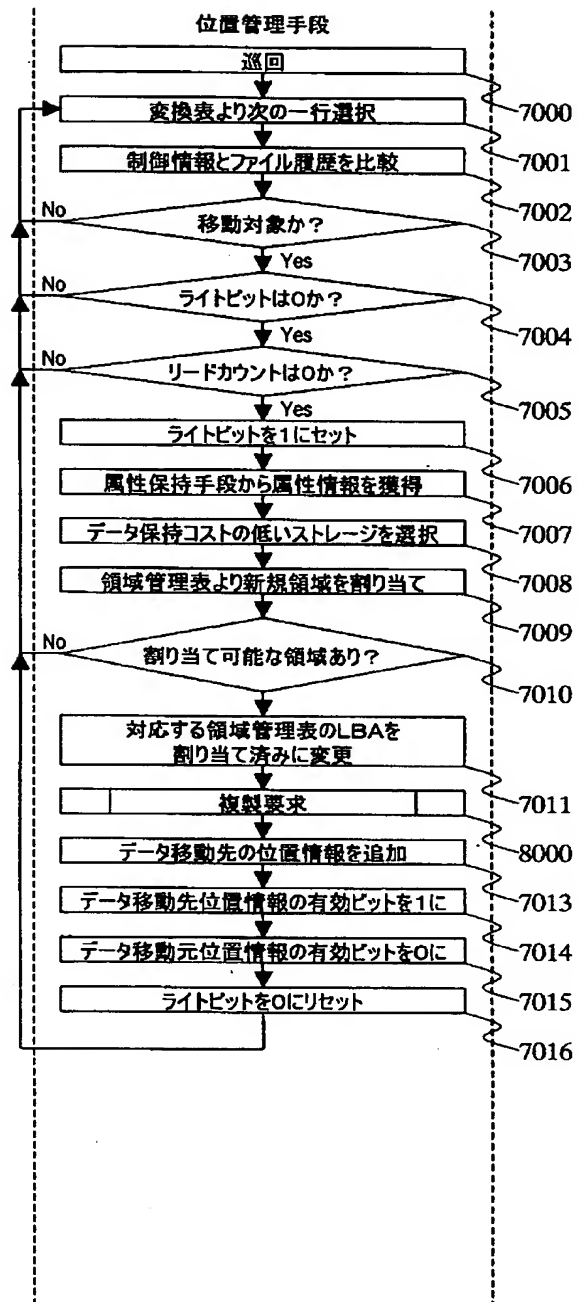 位置管理手段
巡回
7000
変換表より次の一行選択
7001
制御情報とファイル履歴を比較
7002
移動対象か?
No
7003
Yes
ライトビットは0か?
No
7004
Yes
リードカウントは0か?
No
7005
Yes
ライトビットを1にセット
7006
属性保持手段から属性情報を獲得
7007
データ保持コストの低いストレージを選択
7008
領域管理表より新規領域を割り当て
7009
割り当て可能な領域あり?
No
7010
対応する領域管理表のLBAを
割り当て済みに変更
7011
複製要求
8000
データ移動先の位置情報を追加
7013
データ移動先位置情報の有効ビットを1に
7014
データ移動元位置情報の有効ビットを0に
7015
ライトビットを0にリセット
7016